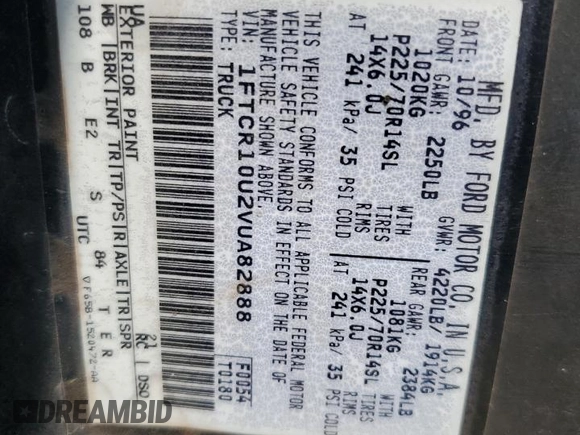 MFD. BY FORD MOTOR CO. IN U.S.A.
DATE: 10/96 GVWR: 4220LB/ 1914KG
FRONT GAWR: 2250LB REAR GAWR: 2384LB
1020KG WITH 1081KG WITH
P225/70R14SL TIRES P225/70R14SL TIRES
14X6.0J RIMS 14X6.0J RIMS
AT 241 kPa/ 35 PSI COLD AT 241 kPa/ 35 PSI COLD
THIS VEHICLE CONFORMS TO ALL APPLICABLE FEDERAL MOTOR
VEHICLE SAFETY STANDARDS IN EFFECT ON THE DATE OF
MANUFACTURE SHOWN ABOVE.
VIN: 1FTCR10U2VUA82888 F0054
TRUCK T0180
UA
EXTERIOR PAINT 21 RC DSO
WB BRK INT TR TP/PS R AXLE TR SPR
108 B E2 S 84 T ER
UTC
DREAMBID